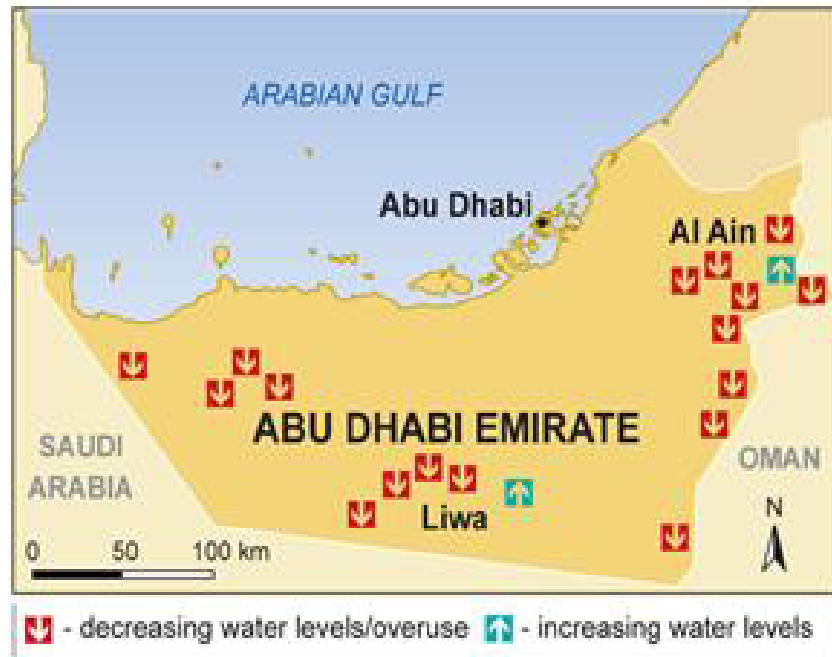 ARABIAN GULF
Abu Dhabi
Al Ain
ABU DHABI EMIRATE
SAUDI
ARABIA
OMAN
Liwa
N
0 50 100 km
- decreasing water levels/overuse - increasing water levels